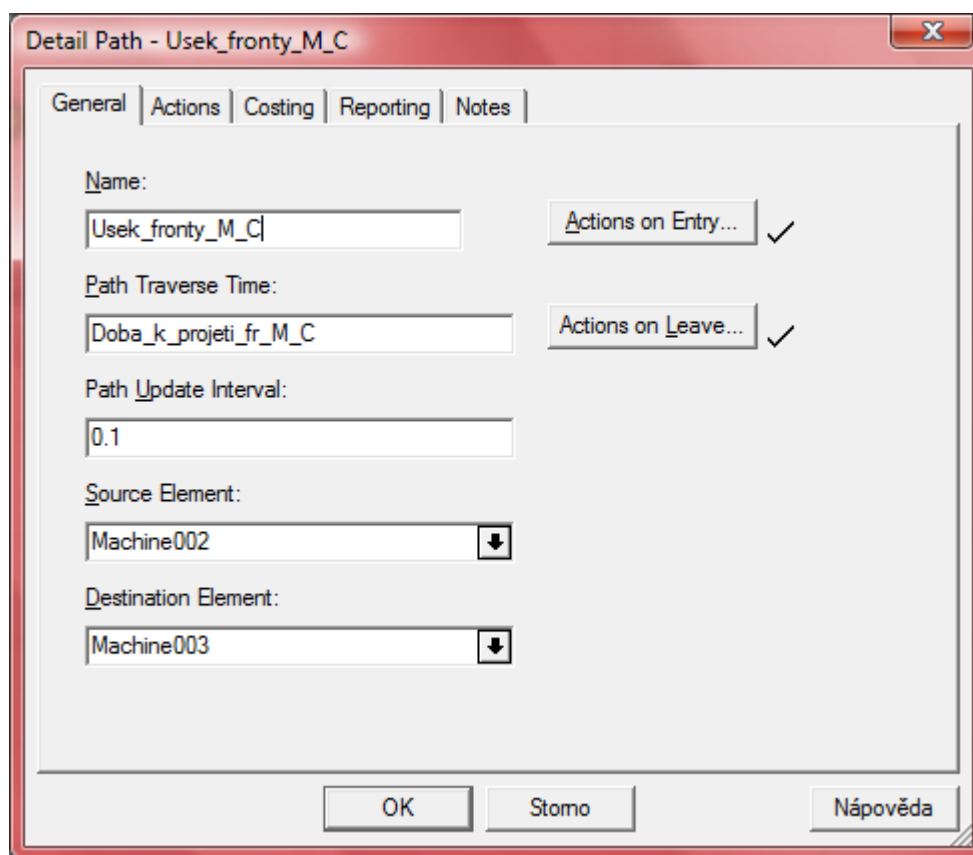 Detail Path - Usek_fronty_M_C
General Actions Costing Reporting Notes
Name:
Usek_fronty_M_C
Actions on Entry...
Path Traverse Time:
Doba_k_projeti_fr_M_C
Actions on Leave...
Path Update Interval:
0.1
Source Element:
Machine002
Destination Element:
Machine003
OK Storno Nápověda